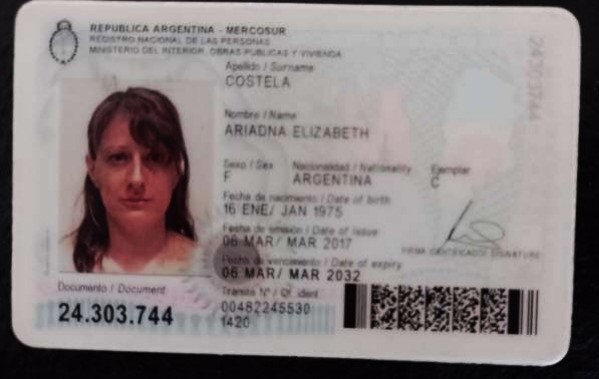 REPUBLICA ARGENTINA - MERCOSUR
REGISTRO NACIONAL DE LAS PERSONAS
MINISTERIO DEL INTERIOR, OBRAS PUBLICAS Y VIVIENDA
Apellido / Surname
COSTELA
Nombre / Name
ARIADNA ELIZABETH
Sexo / Sex Nacionalidad / Nationality Ejemplar
F ARGENTINA C
Fecha de nacimiento / Date of birth
16 ENE/ JAN 1975
Fecha de emisión / Date of issue
06 MAR/ MAR 2017
FIRMA IDENTIFICADO / SIGNATURE
Fecha de vencimiento / Date of expiry
06 MAR/ MAR 2032
Documento / Document
24.303.744
Trámite Nº / Of. ident.
00482245530
1420
24303744